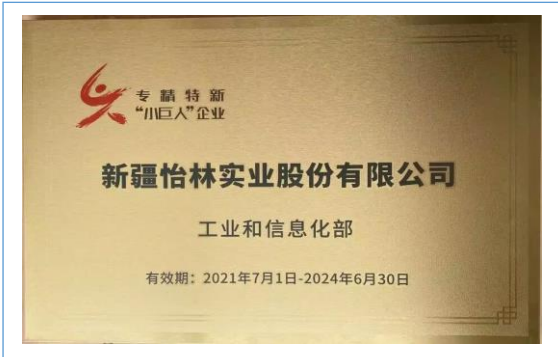 专精特新
“小巨人”企业
新疆怡林实业股份有限公司
工业和信息化部
有效期：2021年7月1日-2024年6月30日